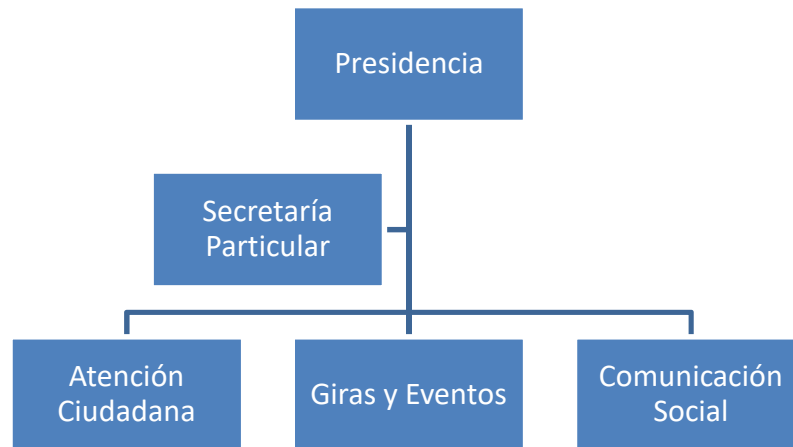 Presidencia
Secretaría
Particular
Atención
Ciudadana
Giras y Eventos
Comunicación
Social